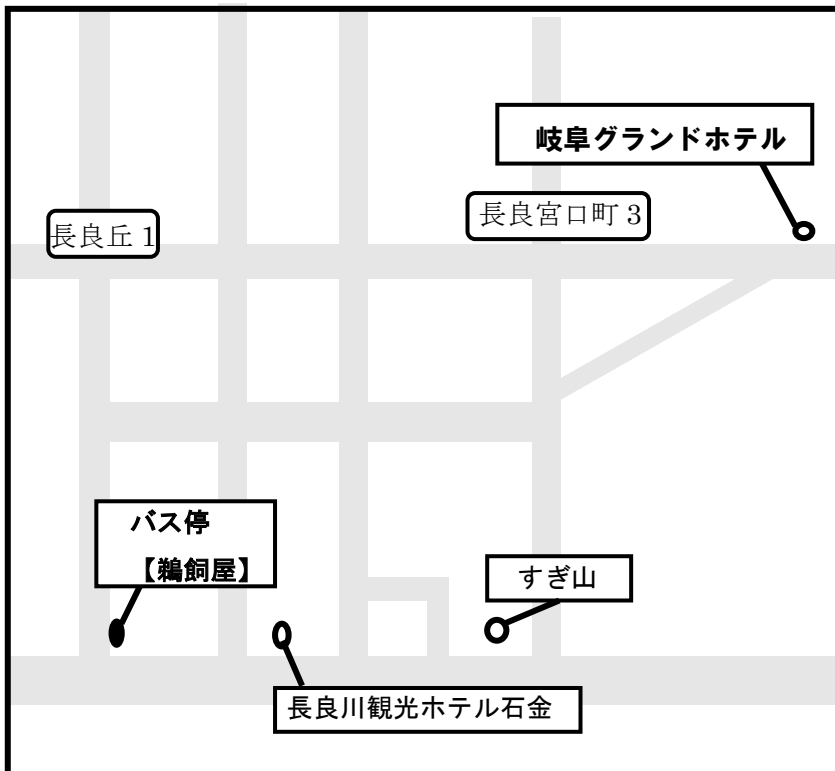 岐阜グランドホテル
長良宮口町 3
長良丘 1
バス停
【鵜飼屋】
すぎ山
長良川観光ホテル石金